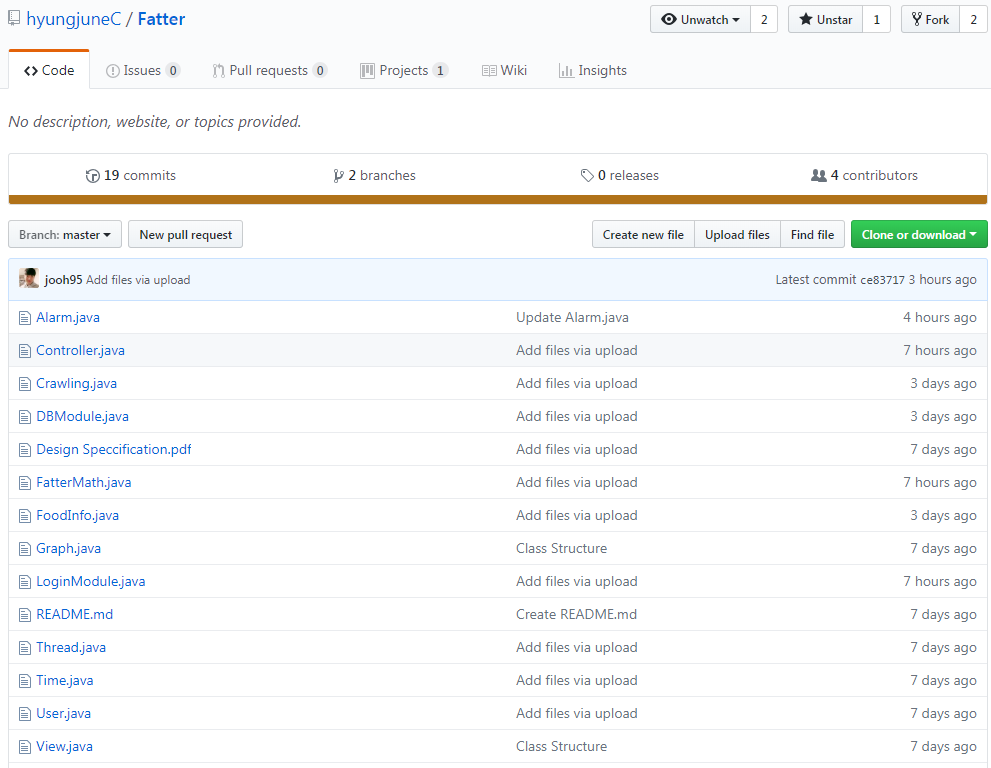 hyungjuneC / Fatter
Unwatch 2 Unstar 1 Fork 2
Code Issues 0 Pull requests 0 Projects 1 Wiki Insights
No description, website, or topics provided.
19 commits 2 branches 0 releases 4 contributors
Branch: master New pull request Create new file Upload files Find file Clone or download
jooh95 Add files via upload Latest commit ce83717 3 hours ago
Alarm.java Update Alarm.java 4 hours ago
Controller.java Add files via upload 7 hours ago
Crawling.java Add files via upload 3 days ago
DBModule.java Add files via upload 3 days ago
Design Speccification.pdf Add files via upload 7 days ago
FatterMath.java Add files via upload 7 hours ago
FoodInfo.java Add files via upload 3 days ago
Graph.java Class Structure 7 days ago
LoginModule.java Add files via upload 7 hours ago
README.md Create README.md 7 days ago
Thread.java Add files via upload 7 days ago
Time.java Add files via upload 7 days ago
User.java Add files via upload 7 days ago
View.java Class Structure 7 days ago